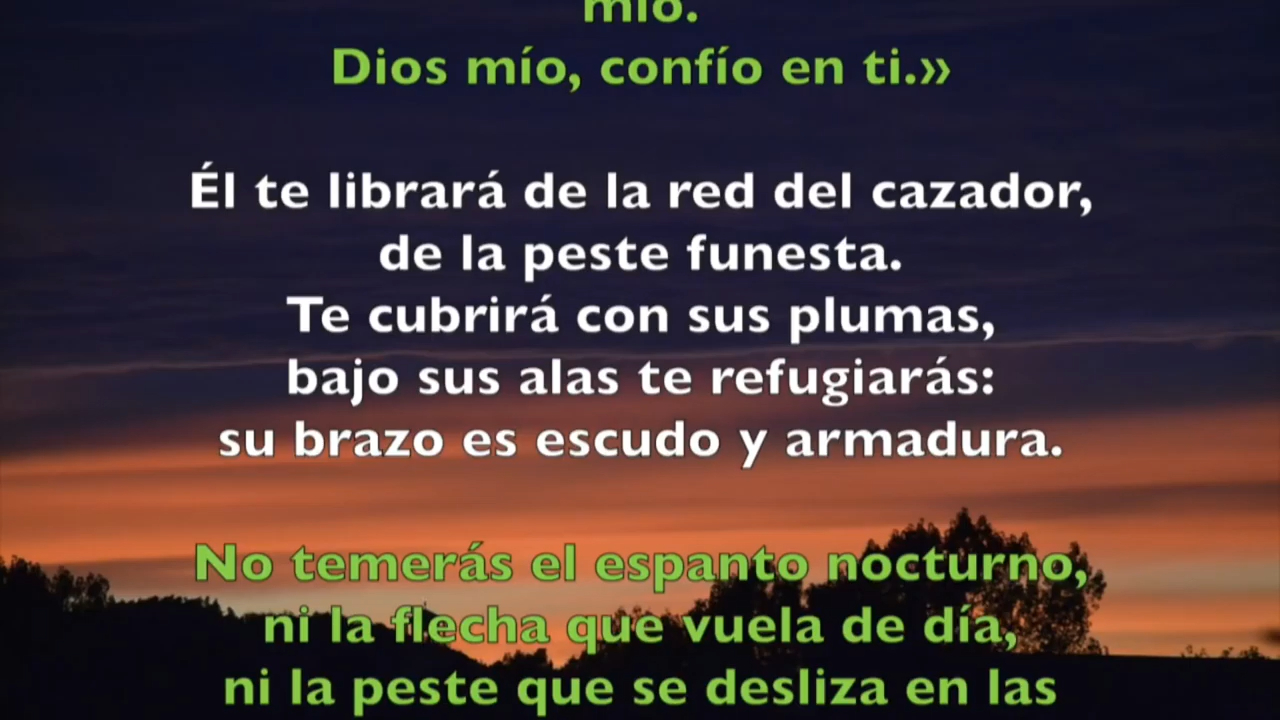 mío.
Dios mío, confío en ti.»
Él te librará de la red del cazador,
de la peste funesta.
Te cubrirá con sus plumas,
bajo sus alas te refugiarás:
su brazo es escudo y armadura.
No temerás el espanto nocturno,
ni la flecha que vuela de día,
ni la peste que se desliza en las